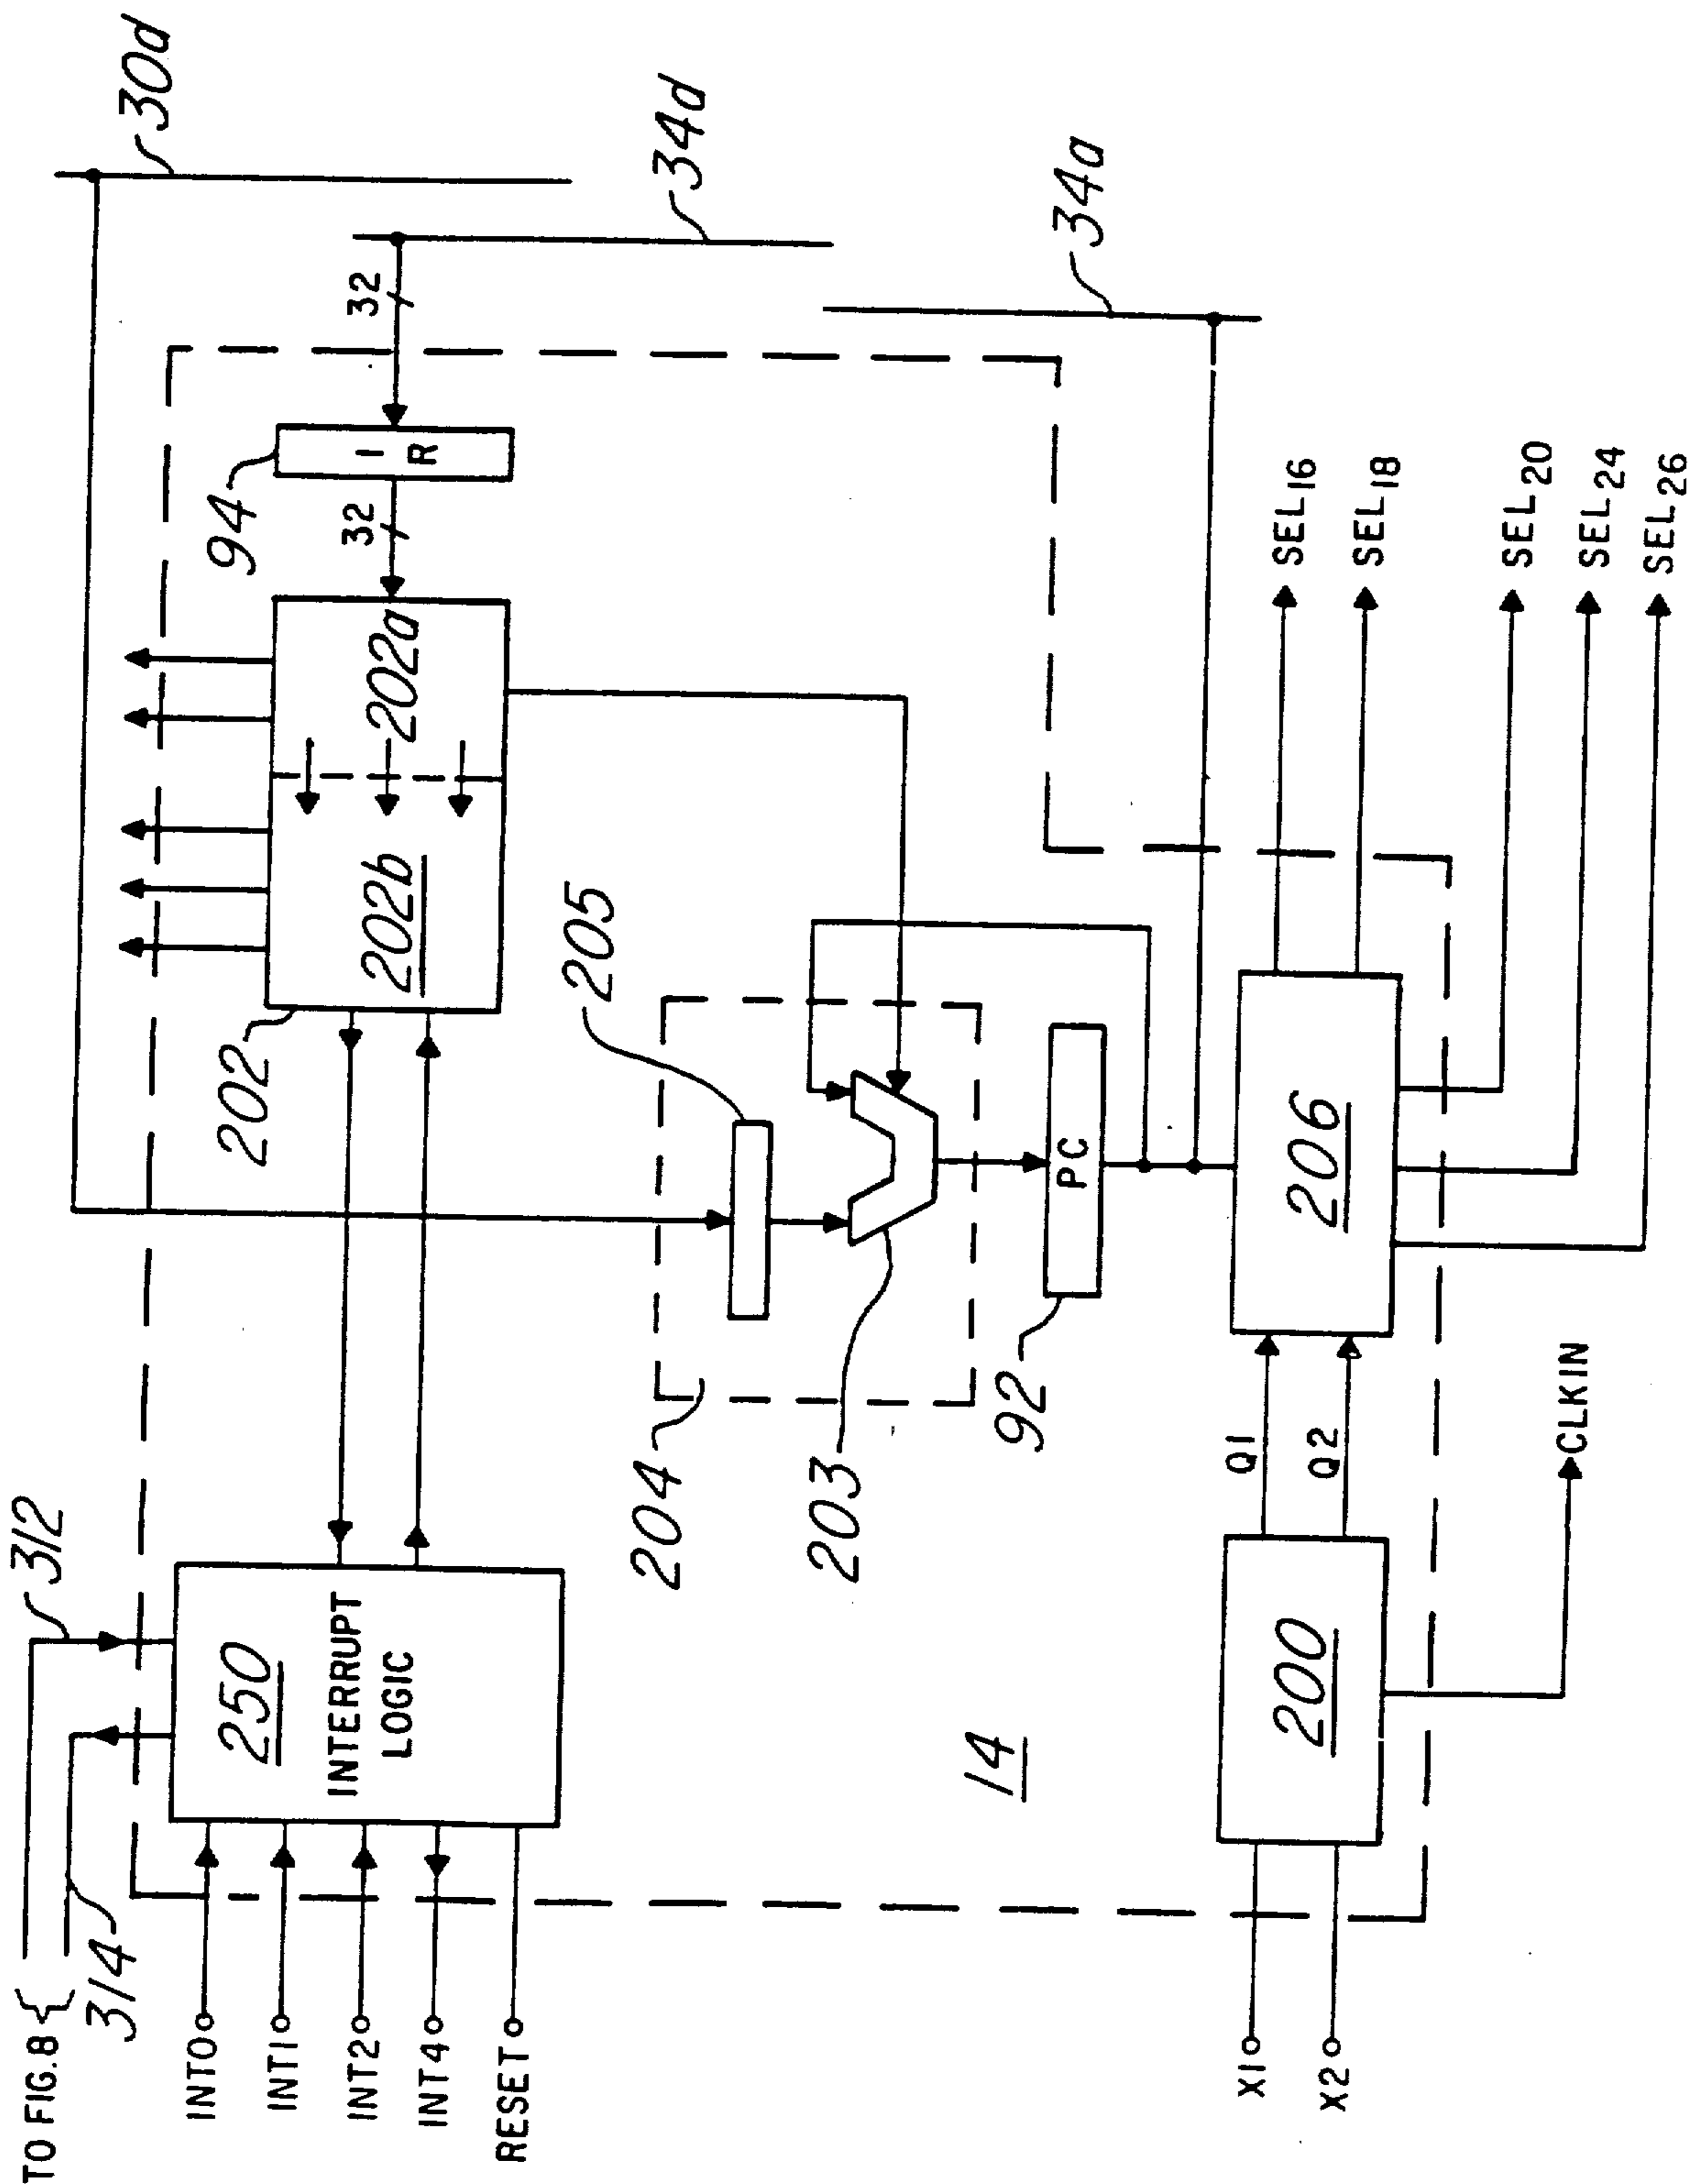 TO FIG.8
312
314
30d
34d
34a
32
94
I
R
32
202a
202b
202
250
INTERRUPT
LOGIC
INT0
INT1
INT2
INT4
RESET
205
204
203
PC
92
14
206
200
Q1
Q2
CLKIN
X1
X2
SEL16
SEL18
SEL20
SEL24
SEL26